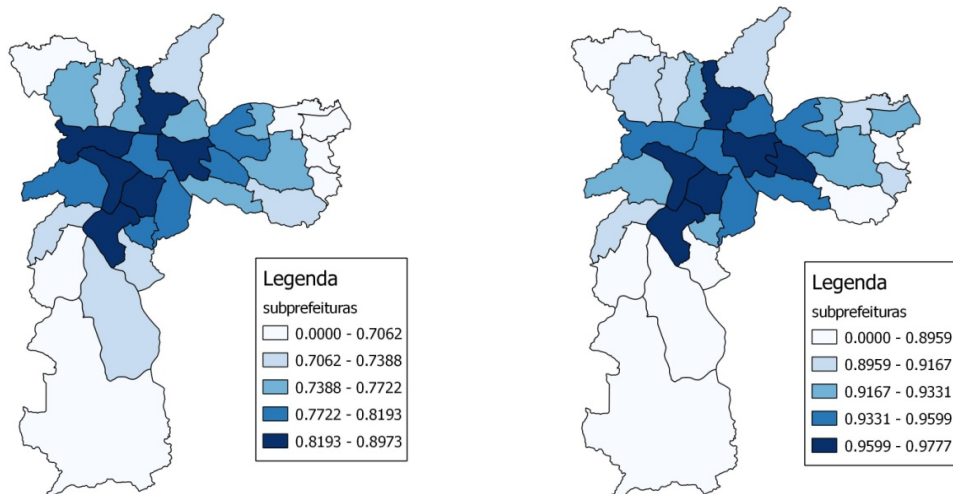 Legenda
subprefeituras
0.0000 - 0.7062
0.7062 - 0.7388
0.7388 - 0.7722
0.7722 - 0.8193
0.8193 - 0.8973
Legenda
subprefeituras
0.0000 - 0.8959
0.8959 - 0.9167
0.9167 - 0.9331
0.9331 - 0.9599
0.9599 - 0.9777